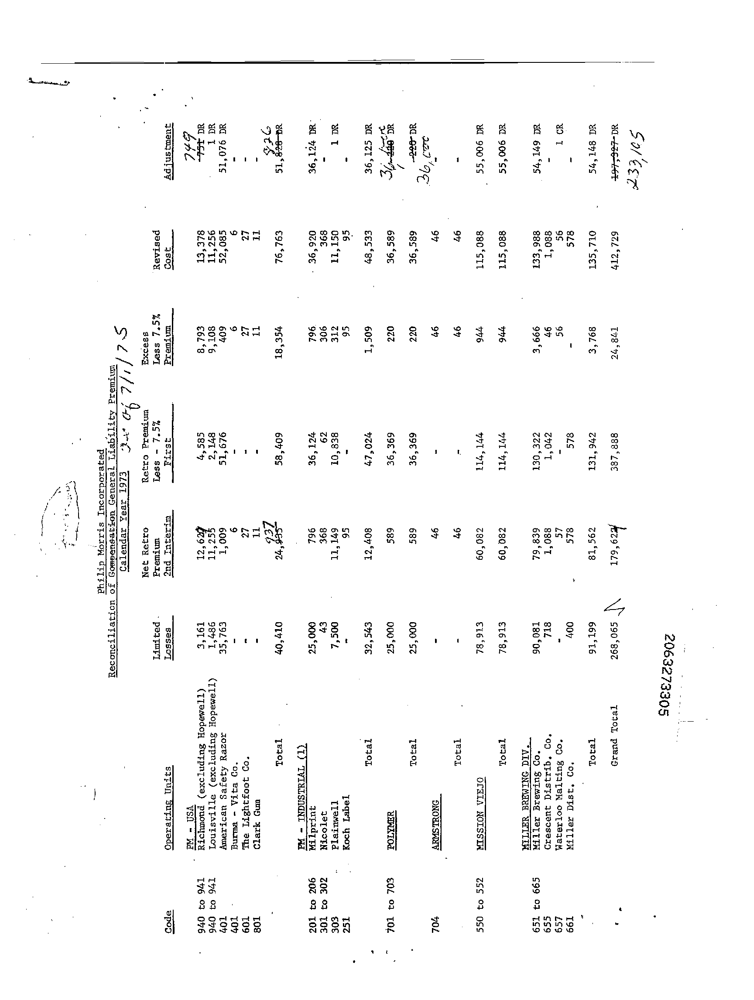 Philip Morris Incorporated
Reconciliation of Compensation General Liability Premium
Calendar Year 1973 of 7/1/75
Code Operating Units Limited Losses Net Retro Premium 2nd Interim Retro Premium Less - 7.5% First Excess Less 7.5% Premium Revised Cost Adjustment
PM - USA
749
940 to 941 Richmond (excluding Hopewell) 3,161 12,627 4,585 8,793 13,378 751 DR
940 to 941 Louisville (excluding Hopewell) 1,486 11,255 2,148 9,108 11,256 1 DR
401 American Safety Razor 35,763 1,009 51,676 409 52,085 51,076 DR
401 Burma - Vita Co. - 6 - 6 6 -
601 The Lightfoot Co. - 27 - 27 27 -
801 Clark Gum - 11 - 11 11 -
937 826
Total 40,410 24,935 58,409 18,354 76,763 51,828 DR
PM - INDUSTRIAL (1)
201 to 206 Milprint 25,000 796 36,124 796 36,920 36,124 DR
301 to 302 Nicolet 43 368 62 306 368 -
303 Plainwell 7,500 11,149 10,838 312 11,150 1 DR
251 Koch Label - 95 - 95 95 -
Total 32,543 12,408 47,024 1,509 48,533 36,125 DR
701 to 703 POLYMER 25,000 589 36,369 220 36,589 36,220 DR
Total 25,000 589 36,369 220 36,589 220 DR
36,000
704 ARMSTRONG - 46 - 46 46 -
Total - 46 - 46 46 -
550 to 552 MISSION VIEJO 78,913 60,082 114,144 944 115,088 55,006 DR
Total 78,913 60,082 114,144 944 115,088 55,006 DR
MILLER BREWING DIV.
651 to 665 Miller Brewing Co. 90,081 79,839 130,322 3,666 133,988 54,149 DR
655 Crescent Distrib. Co. 718 1,088 1,042 46 1,088 -
657 Waterloo Malting Co. - 57 - 56 56 1 CR
661 Miller Dist. Co. 400 578 578 - 578 -
Total 91,199 81,562 131,942 3,768 135,710 54,148 DR
Grand Total 268,065 179,624 387,888 24,841 412,729 197,327 DR
233,105
2063273305